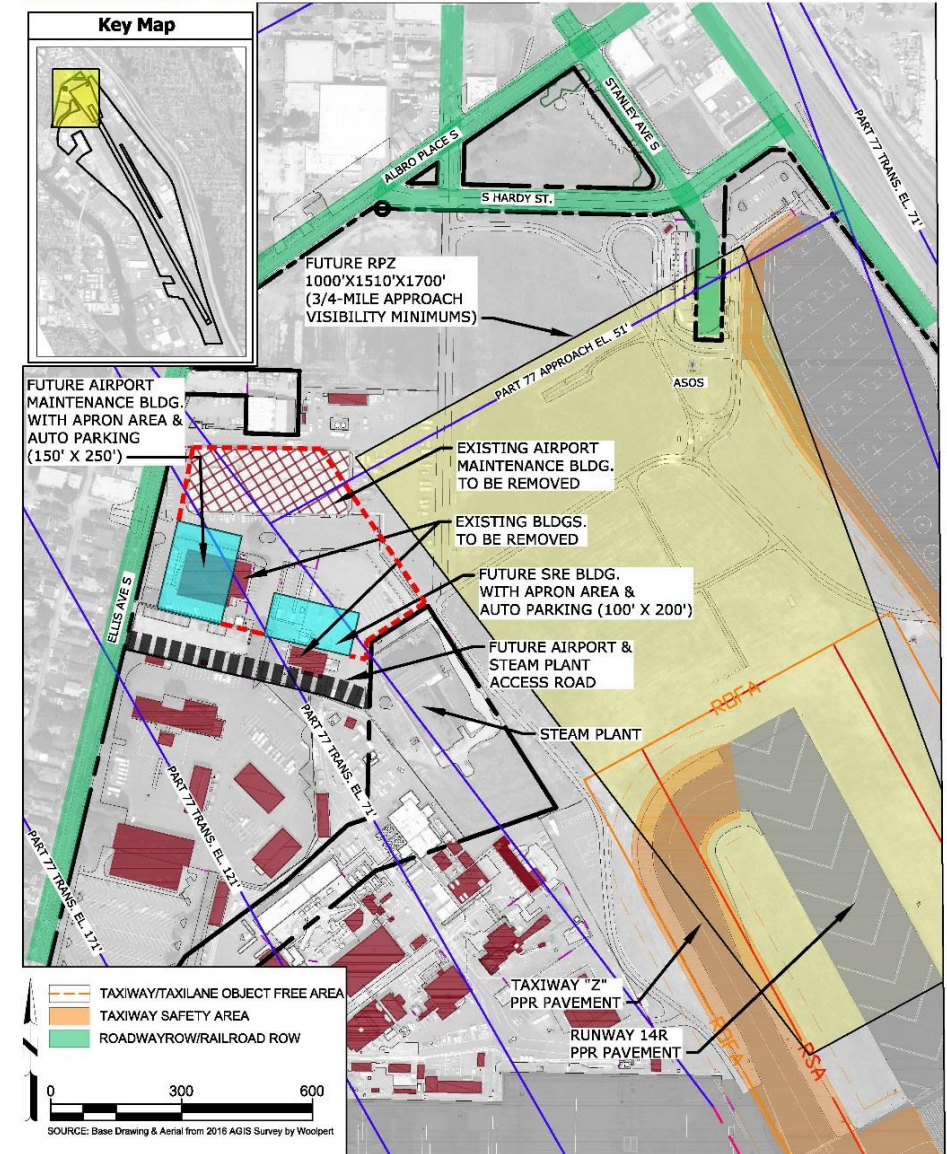 Key Map
ALBRO PLACE S
STANLEY AVE S
S HARDY ST.
PART 77 TRANS. EL. 71'
FUTURE RPZ
1000'X1510'X1700'
(3/4-MILE APPROACH
VISIBILITY MINIMUMS)
PART 77 APPROACH EL. 51'
ASOS
FUTURE AIRPORT
MAINTENANCE BLDG.
WITH APRON AREA &
AUTO PARKING
(150' X 250')
EXISTING AIRPORT
MAINTENANCE BLDG.
TO BE REMOVED
EXISTING BLDGS.
TO BE REMOVED
FUTURE SRE BLDG.
WITH APRON AREA &
AUTO PARKING (100' X 200')
ELLIS AVE S
FUTURE AIRPORT &
STEAM PLANT
ACCESS ROAD
ROFA
STEAM PLANT
PART 77 TRANS. EL. 71'
PART 77 TRANS. EL. 121'
PART 77 TRANS. EL. 171'
TAXIWAY "Z"
PPR PAVEMENT
RUNWAY 14R
PPR PAVEMENT
ROFA
RSA
TAXIWAY/TAXILANE OBJECT FREE AREA
TAXIWAY SAFETY AREA
ROADWAYROW/RAILROAD ROW
0 300 600
SOURCE: Base Drawing & Aerial from 2016 AGIS Survey by Woolpert